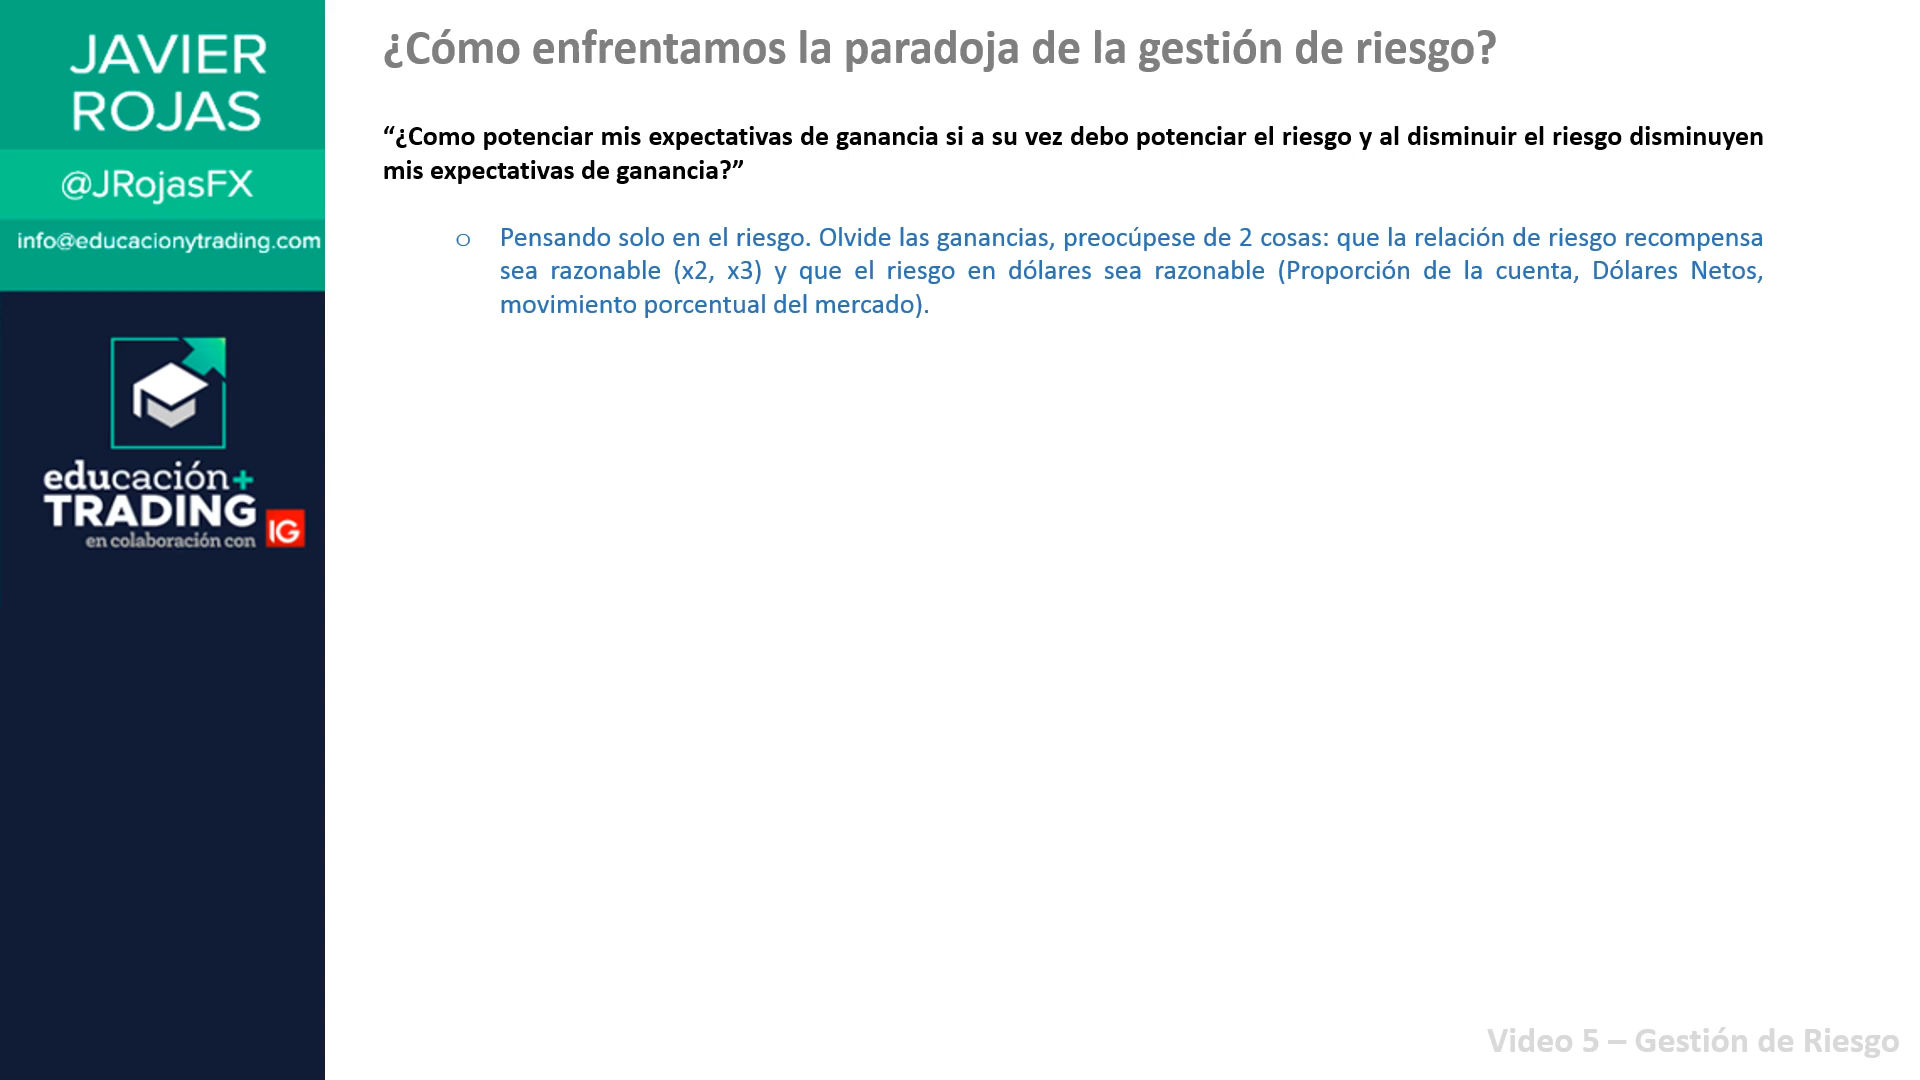 JAVIER
ROJAS
@JRojasFX
info@educacionytrading.com
educación+
TRADING
en colaboración con IG
¿Cómo enfrentamos la paradoja de la gestión de riesgo?
“¿Como potenciar mis expectativas de ganancia si a su vez debo potenciar el riesgo y al disminuir el riesgo disminuyen
mis expectativas de ganancia?”
o Pensando solo en el riesgo. Olvide las ganancias, preocúpese de 2 cosas: que la relación de riesgo recompensa
sea razonable (x2, x3) y que el riesgo en dólares sea razonable (Proporción de la cuenta, Dólares Netos,
movimiento porcentual del mercado).
Video 5 – Gestión de Riesgo